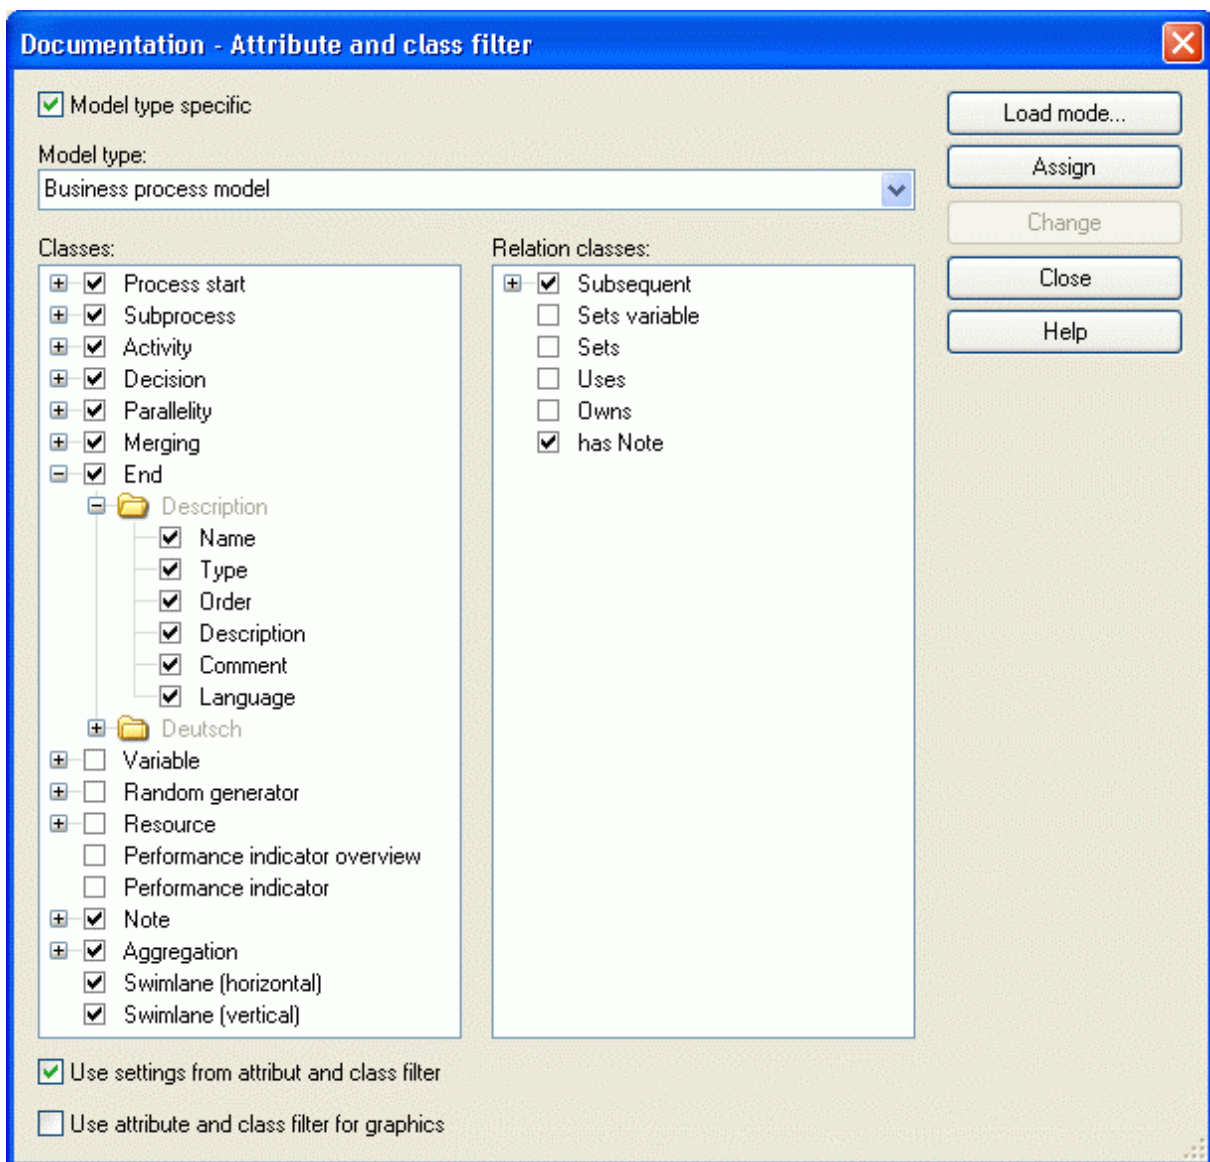 Documentation - Attribute and class filter
Model type specific
Load mode...
Model type:
Assign
Business process model
Change
Classes:
Relation classes:
Close
Help
Process start
Subprocess
Activity
Decision
Parallelity
Merging
End
Description
Name
Type
Order
Description
Comment
Language
Deutsch
Variable
Random generator
Resource
Performance indicator overview
Performance indicator
Note
Aggregation
Swimlane (horizontal)
Swimlane (vertical)
Subsequent
Sets variable
Sets
Uses
Owns
has Note
Use settings from attribut and class filter
Use attribute and class filter for graphics